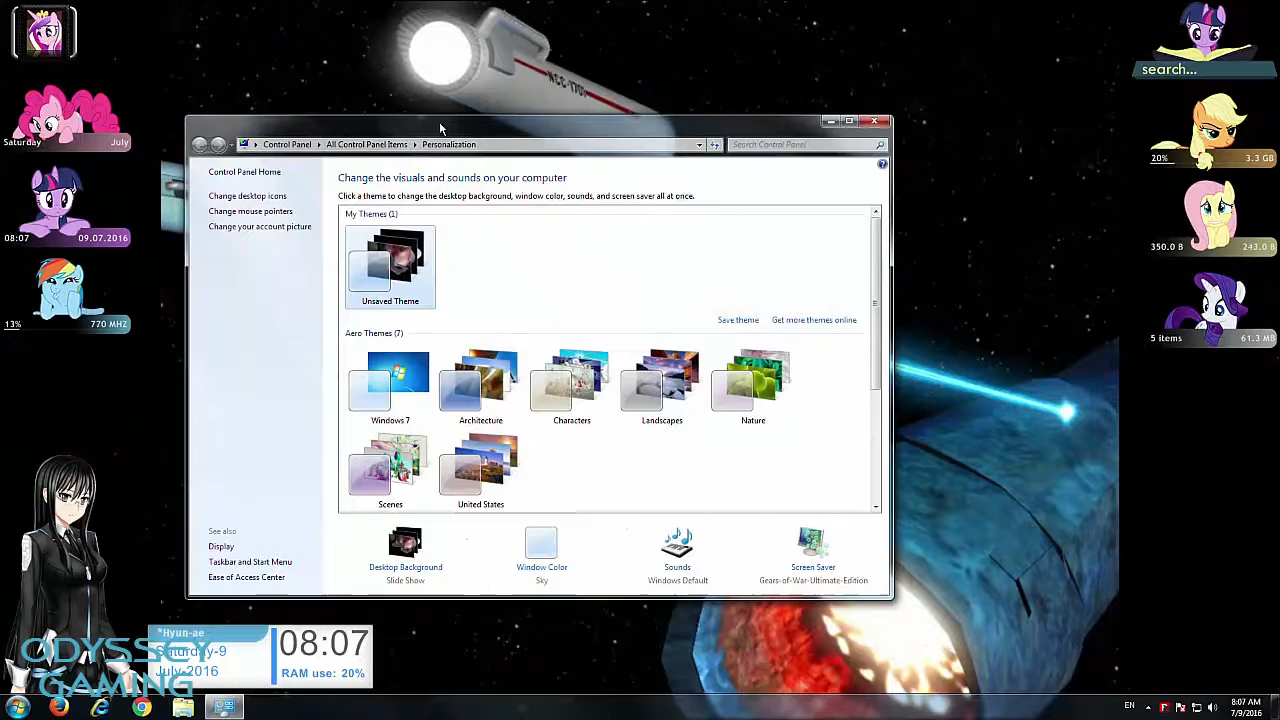 NCC-1701
search...
Saturday July
20% 3.3 GB
08:07 09.07.2016
350.0 B 243.0 B
13% 770 MHZ
5 items 61.3 MB
Control Panel All Control Panel Items Personalization
Search Control Panel
Control Panel Home
Change desktop icons
Change mouse pointers
Change your account picture
See also
Display
Taskbar and Start Menu
Ease of Access Center
Change the visuals and sounds on your computer
Click a theme to change the desktop background, window color, sounds, and screen saver all at once.
My Themes (1)
Unsaved Theme
Save theme Get more themes online
Aero Themes (7)
Windows 7 Architecture Characters Landscapes Nature
Scenes United States
Desktop Background Window Color Sounds Screen Saver
Slide Show Sky Windows Default Gears-of-War-Ultimate-Edition
*Hyun-ae
Saturday-9
July-2016
08:07
RAM use: 20%
ODYSSEY
GAMING
EN
8:07 AM
7/9/2016